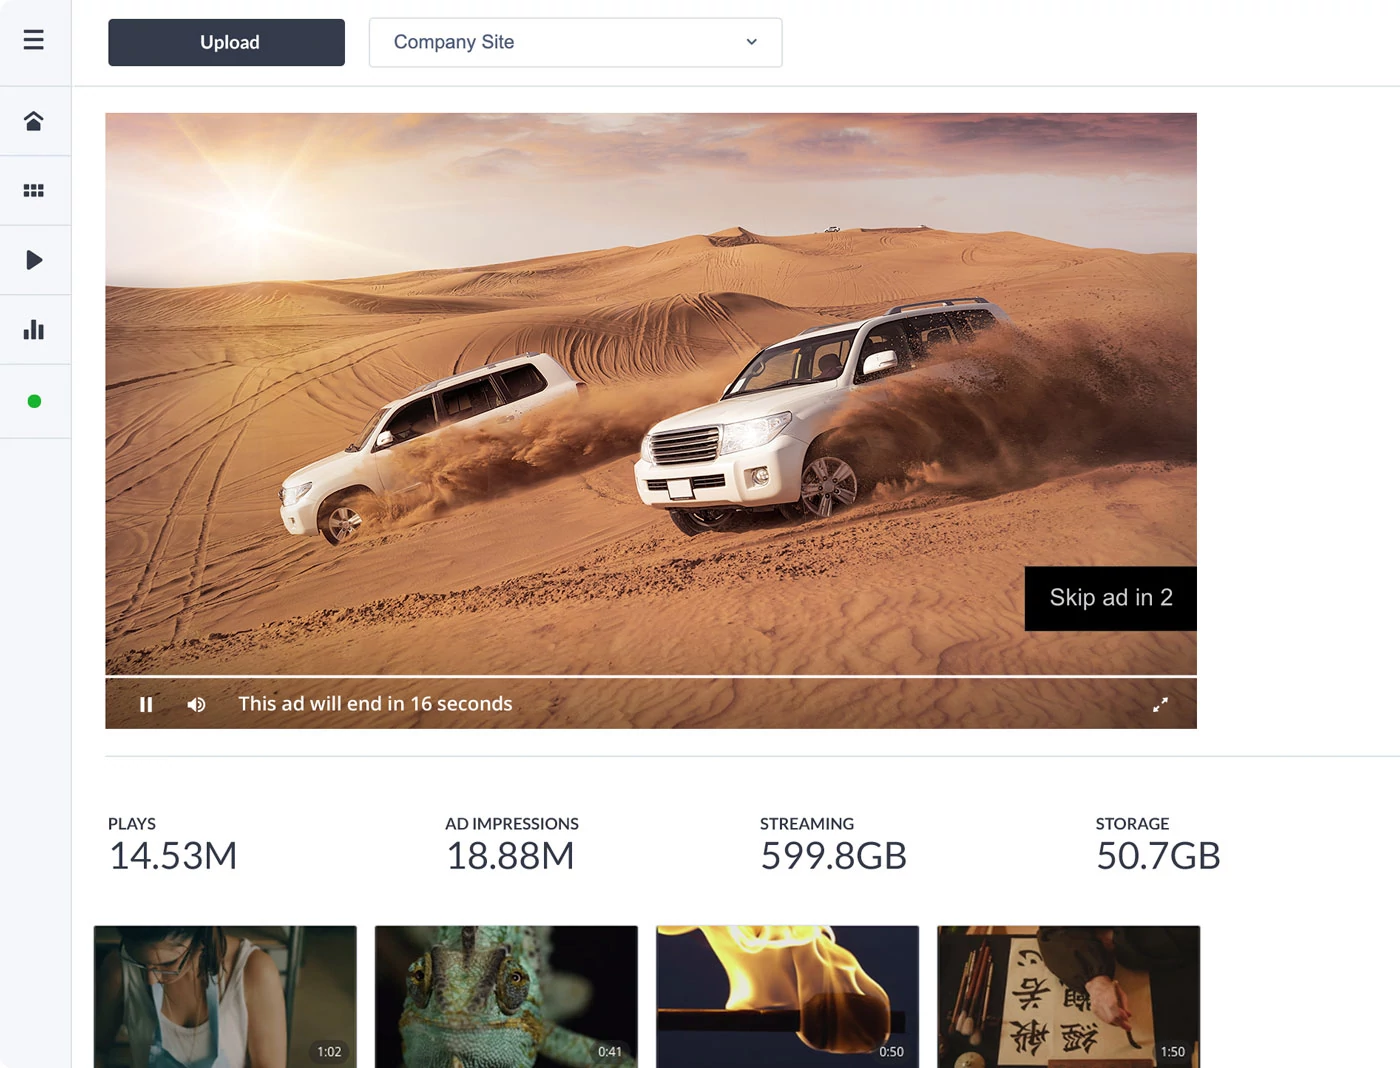 Upload
Company Site
Skip ad in 2
This ad will end in 16 seconds
PLAYS
14.53M
AD IMPRESSIONS
18.88M
STREAMING
599.8GB
STORAGE
50.7GB
1:02
0:41
0:50
1:50